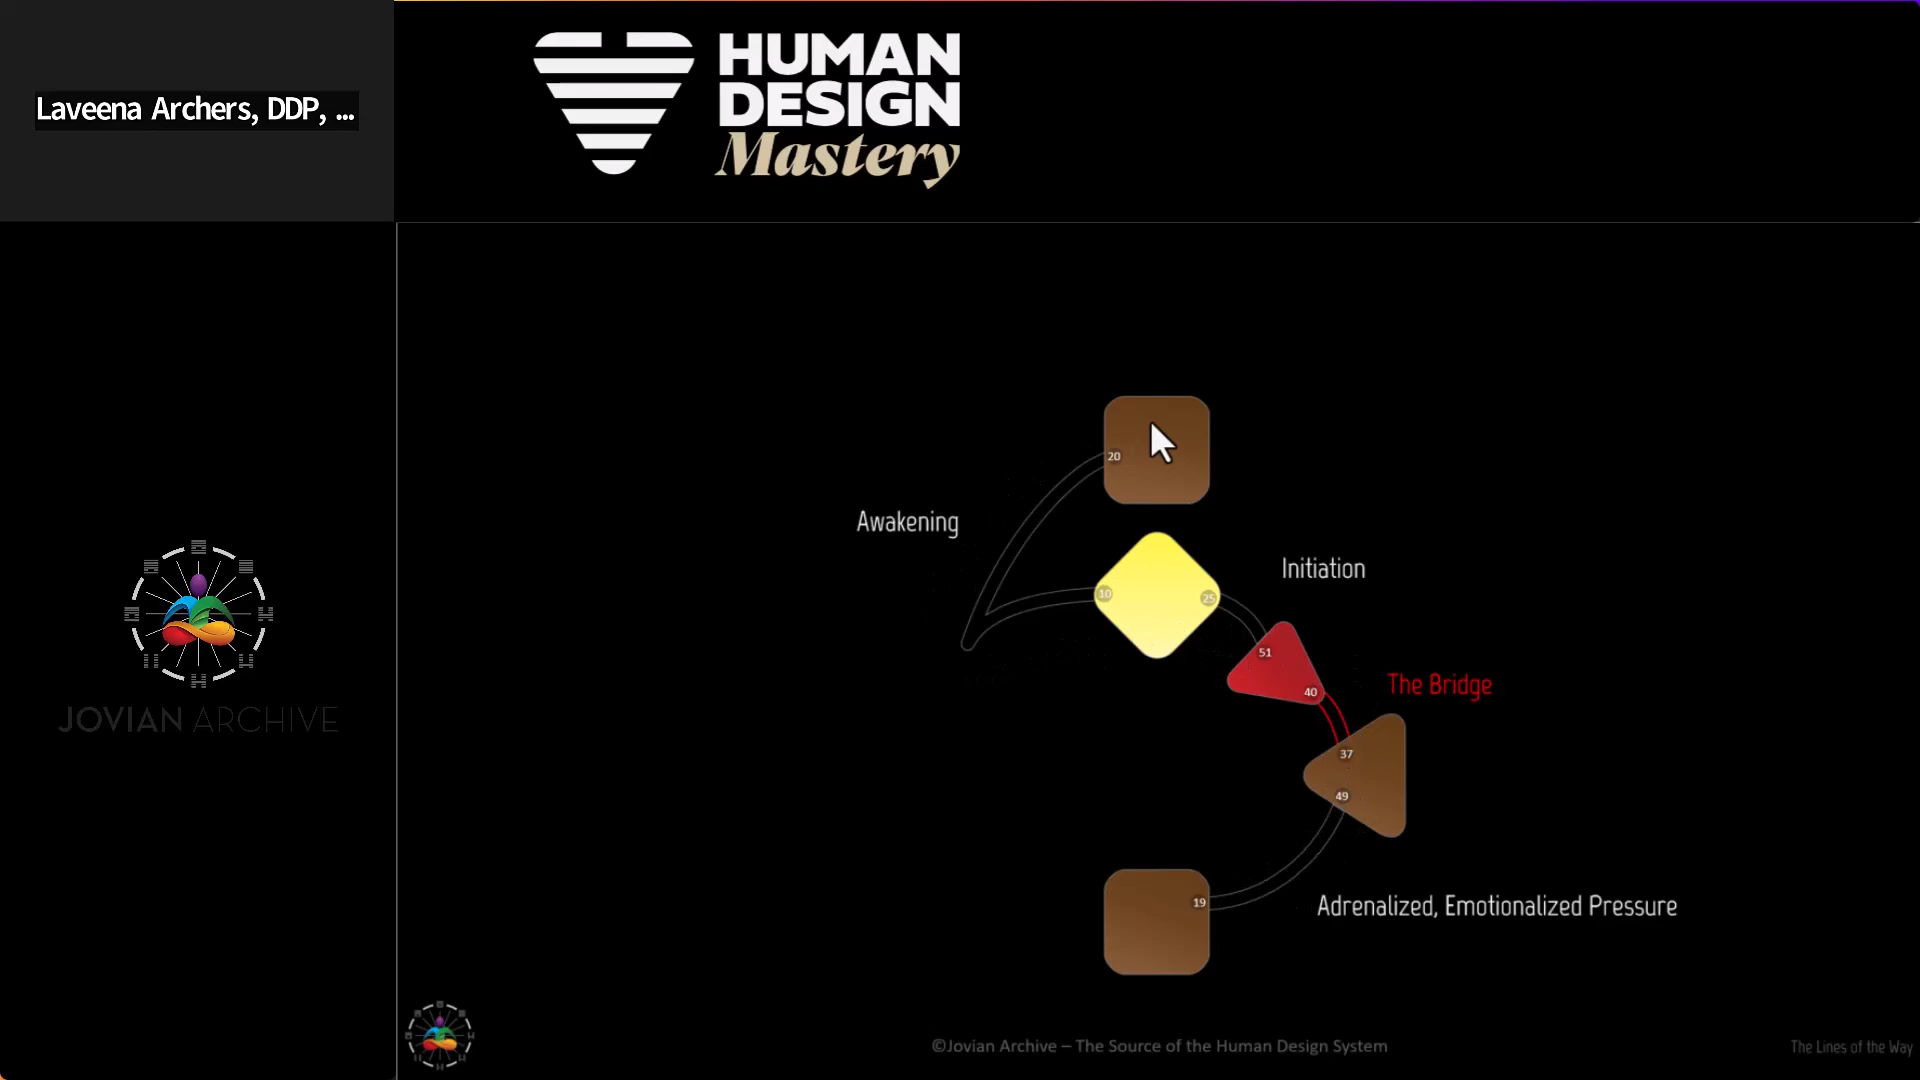 Laveena Archers, DDP, ...
HUMAN
DESIGN
Mastery
20
Awakening
Initiation
10
25
51
The Bridge
40
37
49
19
Adrenalized, Emotionalized Pressure
JOVIAN ARCHIVE
©Jovian Archive – The Source of the Human Design System
The Lines of the Way